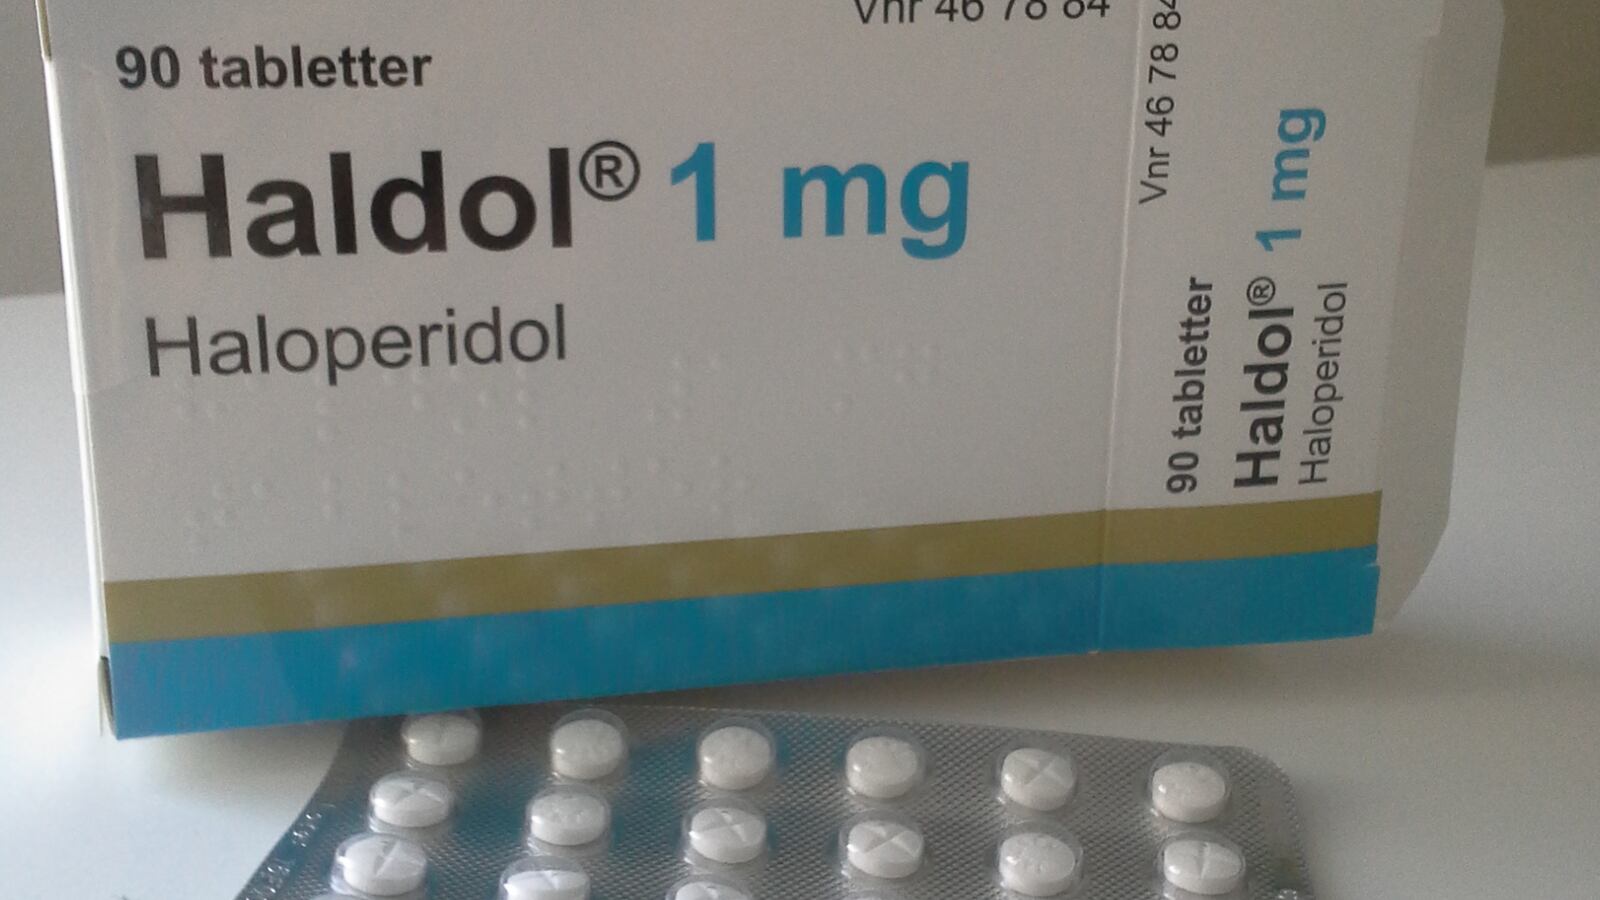 Vnr 46 78 84
90 tabletter
Haldol® 1 mg
Haloperidol
Vnr 46 78 84
90 tabletter
Haldol® 1 mg
Haloperidol